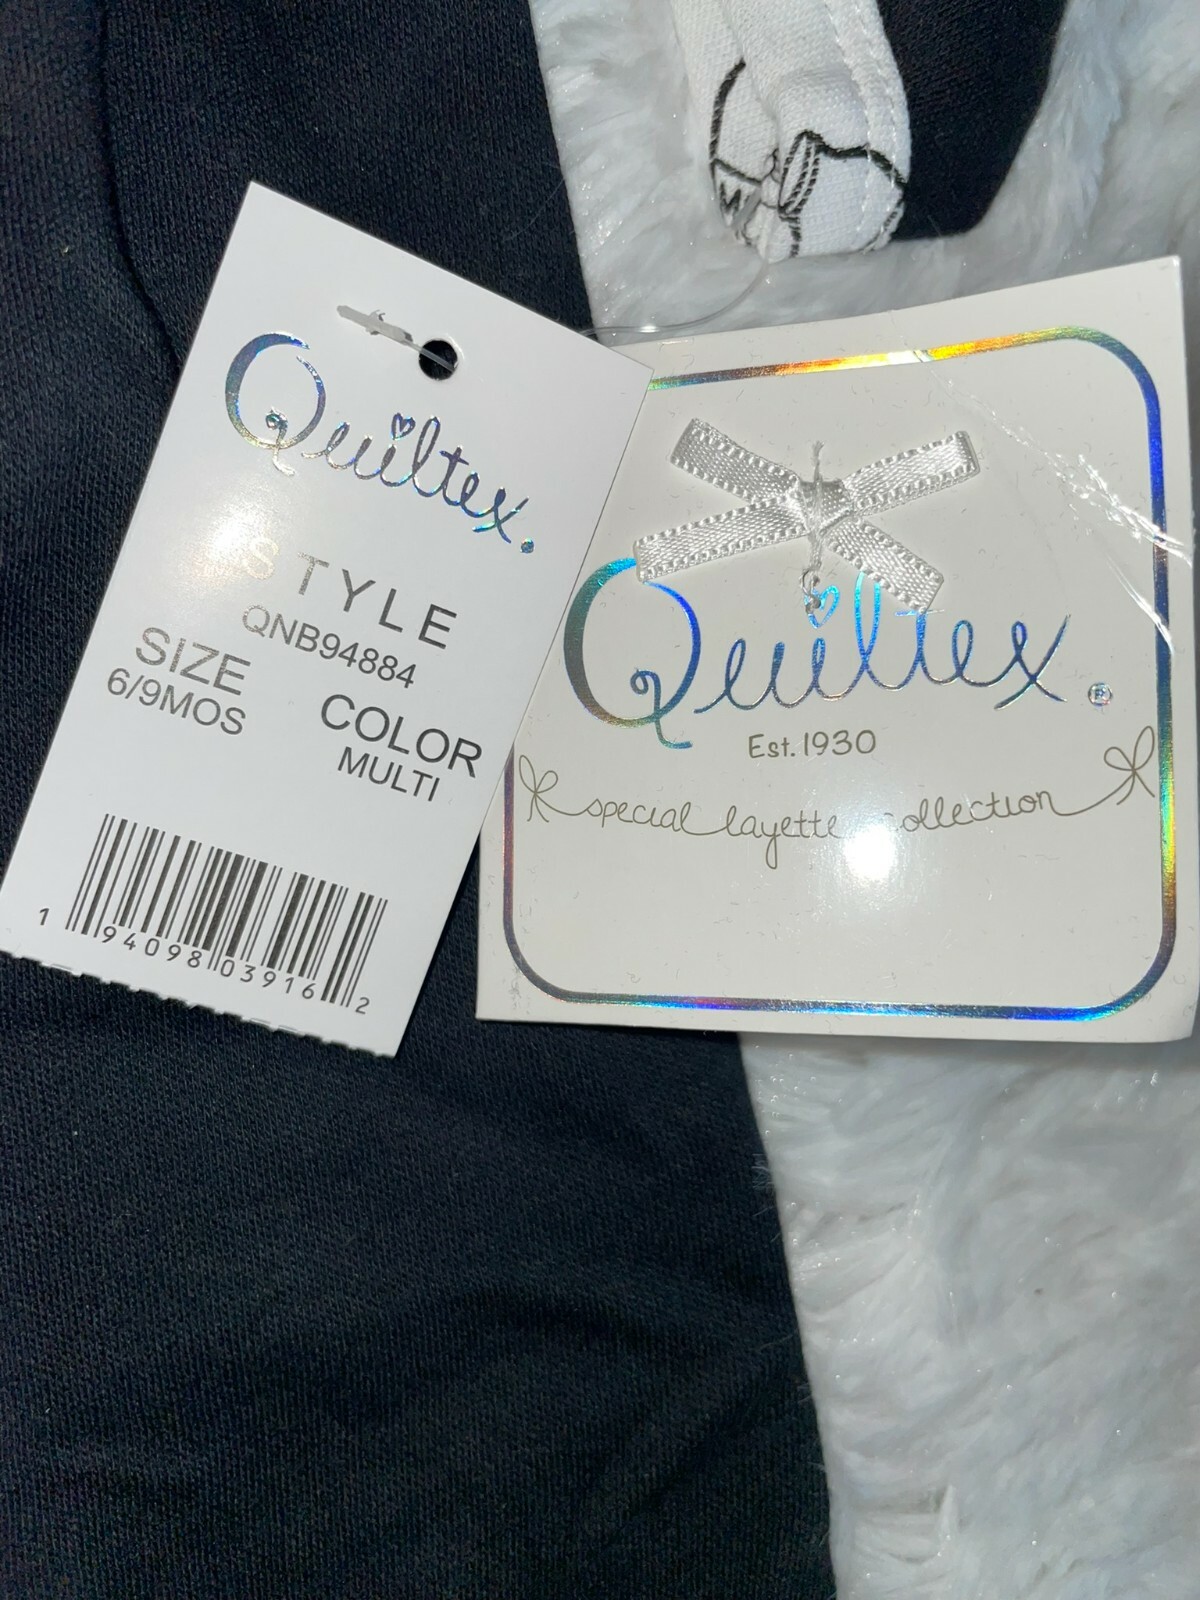 Quiltex.
STYLE
QNB94884
SIZE
6/9MOS
COLOR
MULTI
1 94098 03916 2
Quiltex®
Est. 1930
special layette collection